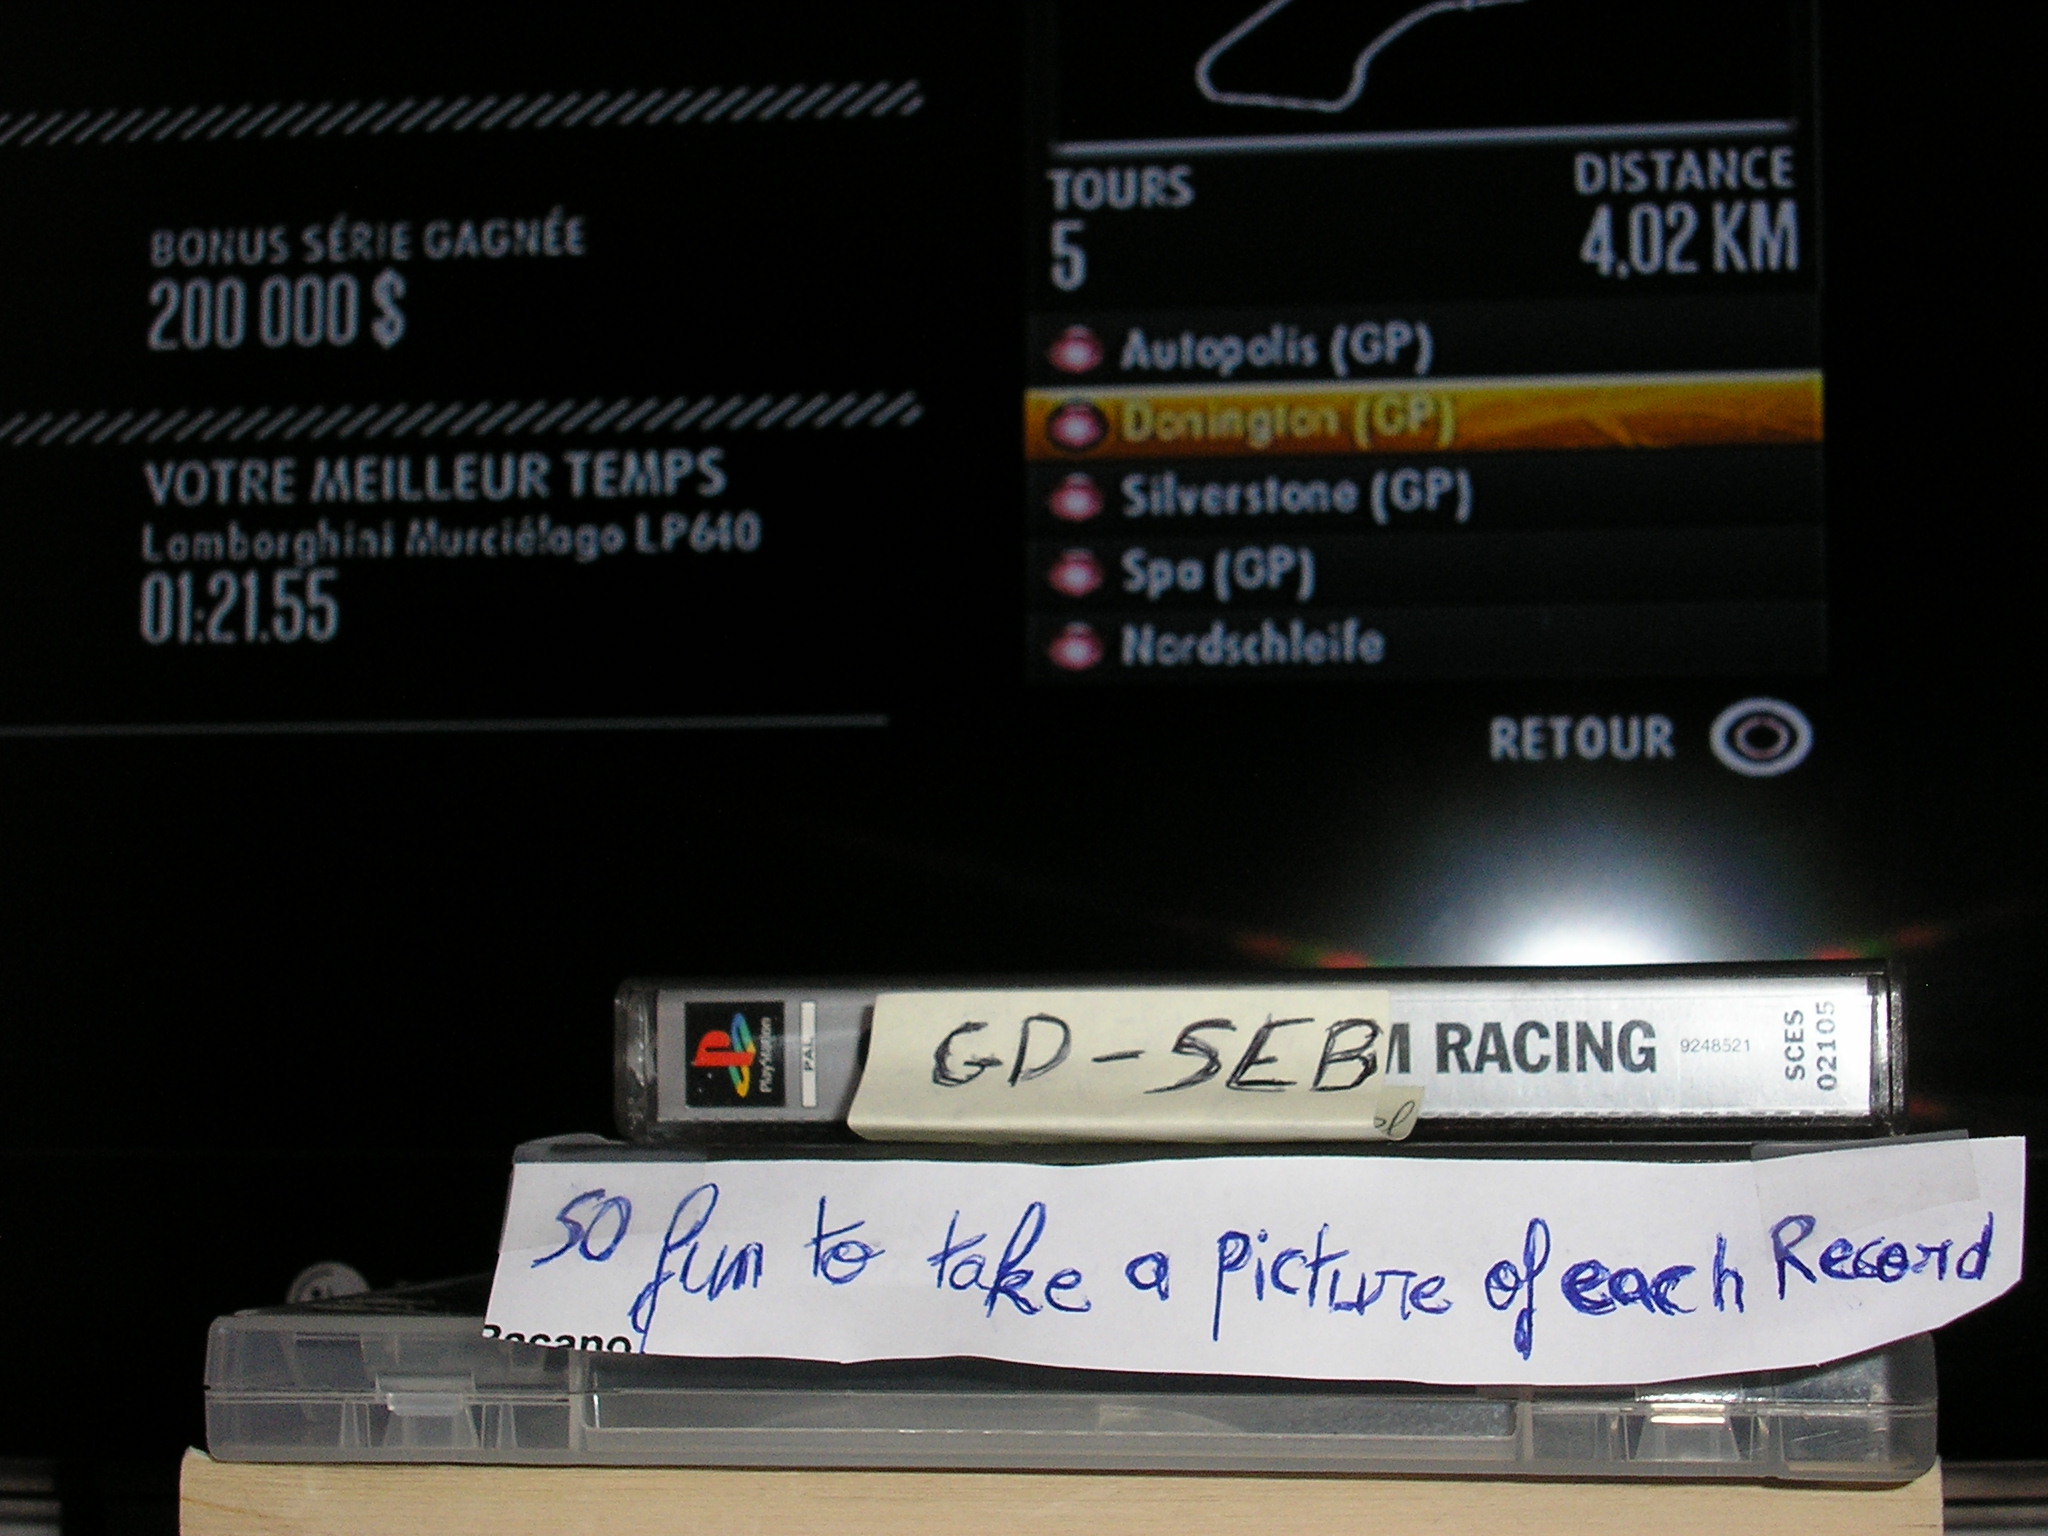 BONUS SÉRIE GAGNÉE
200 000 $
VOTRE MEILLEUR TEMPS
Lamborghini Murciélago LP640
01:21.55
TOURS
5
DISTANCE
4.02 KM
Autopolis (GP)
Donington (GP)
Silverstone (GP)
Spa (GP)
Nordschleife
RETOUR
PlayStation
PAL
GD-SEB
M RACING
9248521
SCES
02105
SO fun to take a picture of each Record